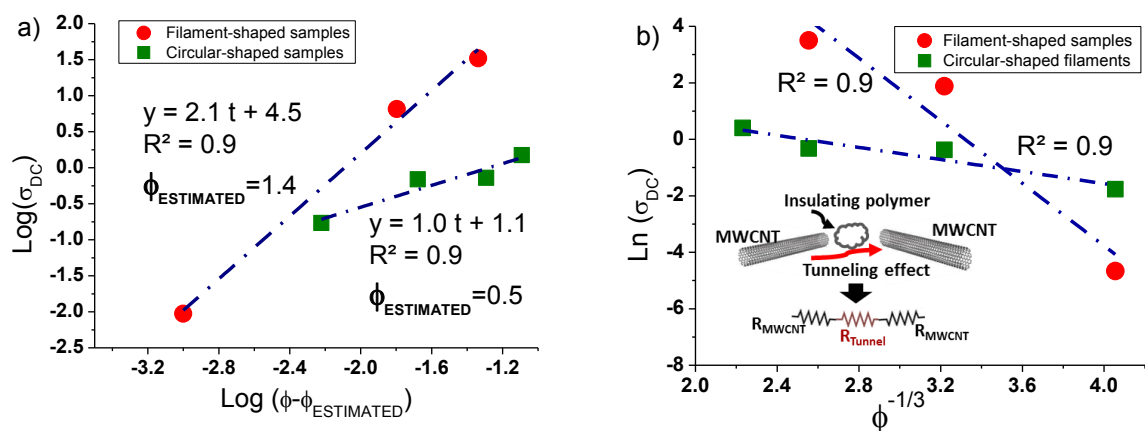 a)
Filament-shaped samples
Circular-shaped samples
y = 2.1 t + 4.5
R² = 0.9
ϕESTIMATED=1.4
y = 1.0 t + 1.1
R² = 0.9
ϕESTIMATED=0.5
Log(σDC)
2.0
1.5
1.0
0.5
0.0
-0.5
-1.0
-1.5
-2.0
-2.5
-3.2 -2.8 -2.4 -2.0 -1.6 -1.2
Log (ϕ-ϕESTIMATED)
b)
Filament-shaped samples
Circular-shaped filaments
R² = 0.9
R² = 0.9
Insulating polymer
MWCNT
MWCNT
Tunneling effect
RMWCNT
RTunnel
RMWCNT
Ln (σDC)
4
2
0
-2
-4
-6
-8
2.0 2.4 2.8 3.2 3.6 4.0
ϕ-1/3